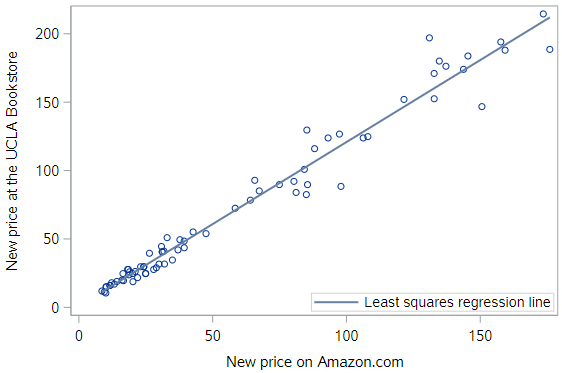 New price at the UCLA Bookstore
200
150
100
50
0
Least squares regression line
0 50 100 150
New price on Amazon.com